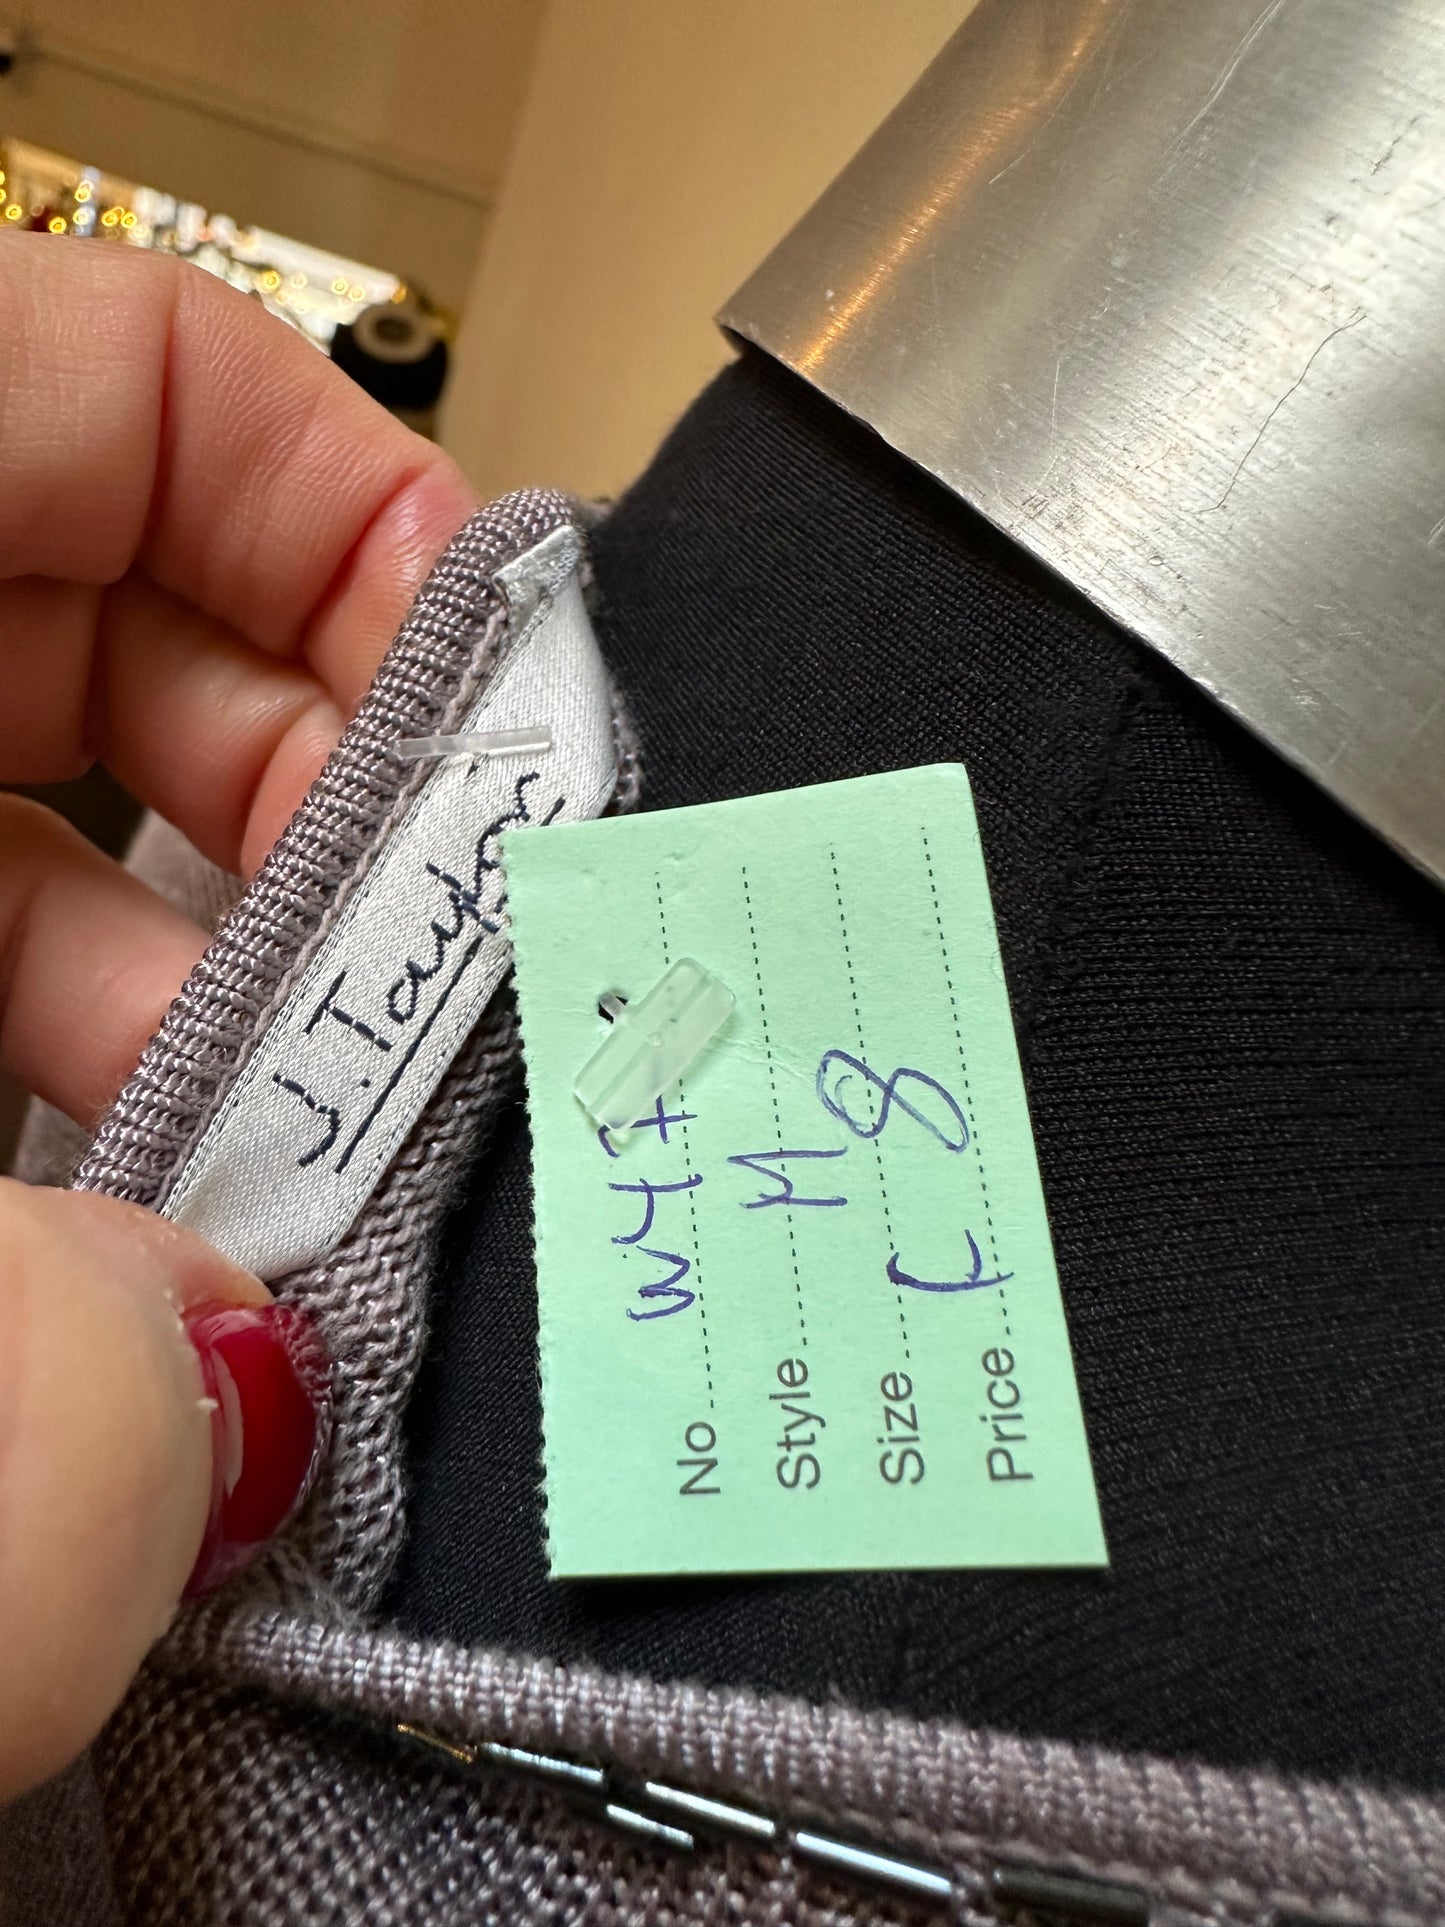 J. Taylor
No W47
Style M
Size
Price £8